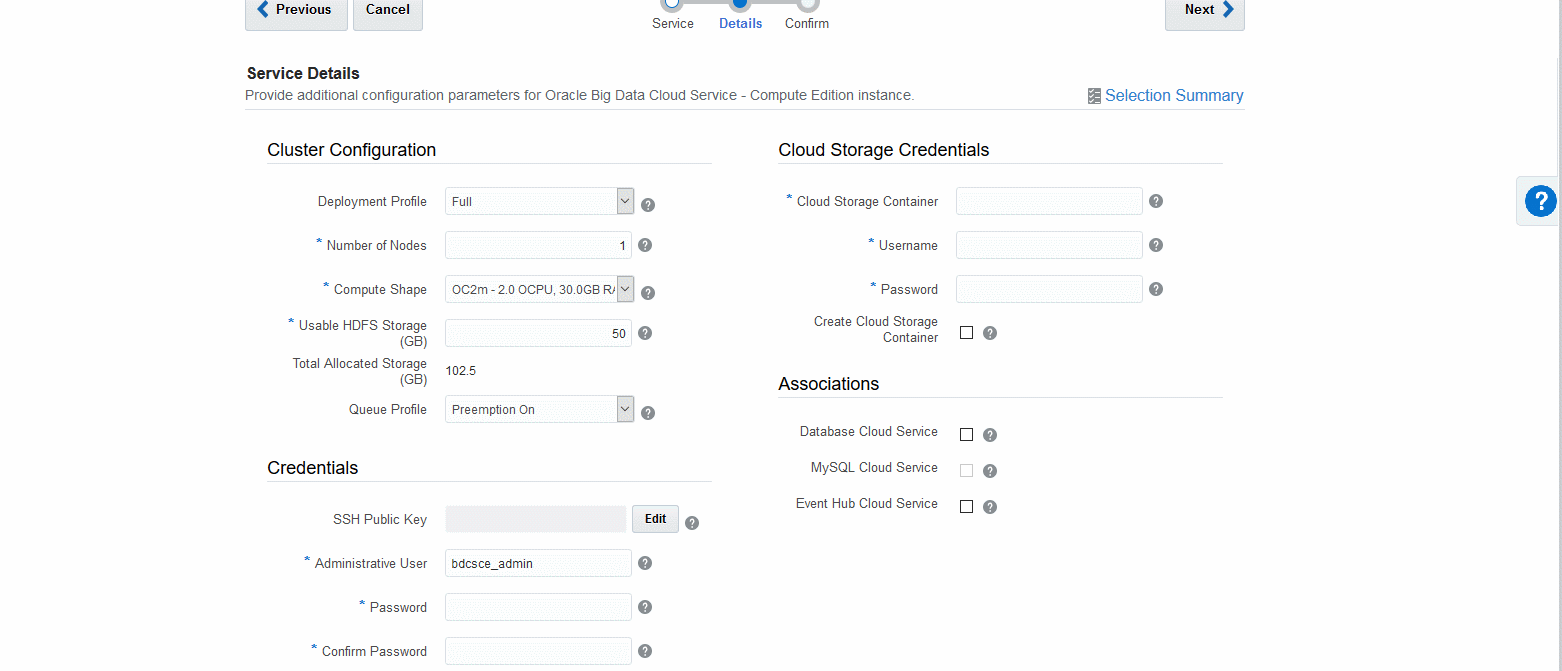 Previous
Cancel
Service
Details
Confirm
Next
Service Details
Provide additional configuration parameters for Oracle Big Data Cloud Service - Compute Edition instance.
Selection Summary
Cluster Configuration
Deployment Profile Full ?
* Number of Nodes 1 ?
* Compute Shape OC2m - 2.0 OCPU, 30.0GB ?
* Usable HDFS Storage
(GB) 50 ?
Total Allocated Storage
(GB) 102.5
Queue Profile Preemption On ?
Credentials
SSH Public Key Edit ?
* Administrative User bdcsce_admin ?
* Password ?
* Confirm Password ?
Cloud Storage Credentials
* Cloud Storage Container ?
* Username ?
* Password ?
Create Cloud Storage
Container ?
Associations
Database Cloud Service ?
MySQL Cloud Service ?
Event Hub Cloud Service ?
?